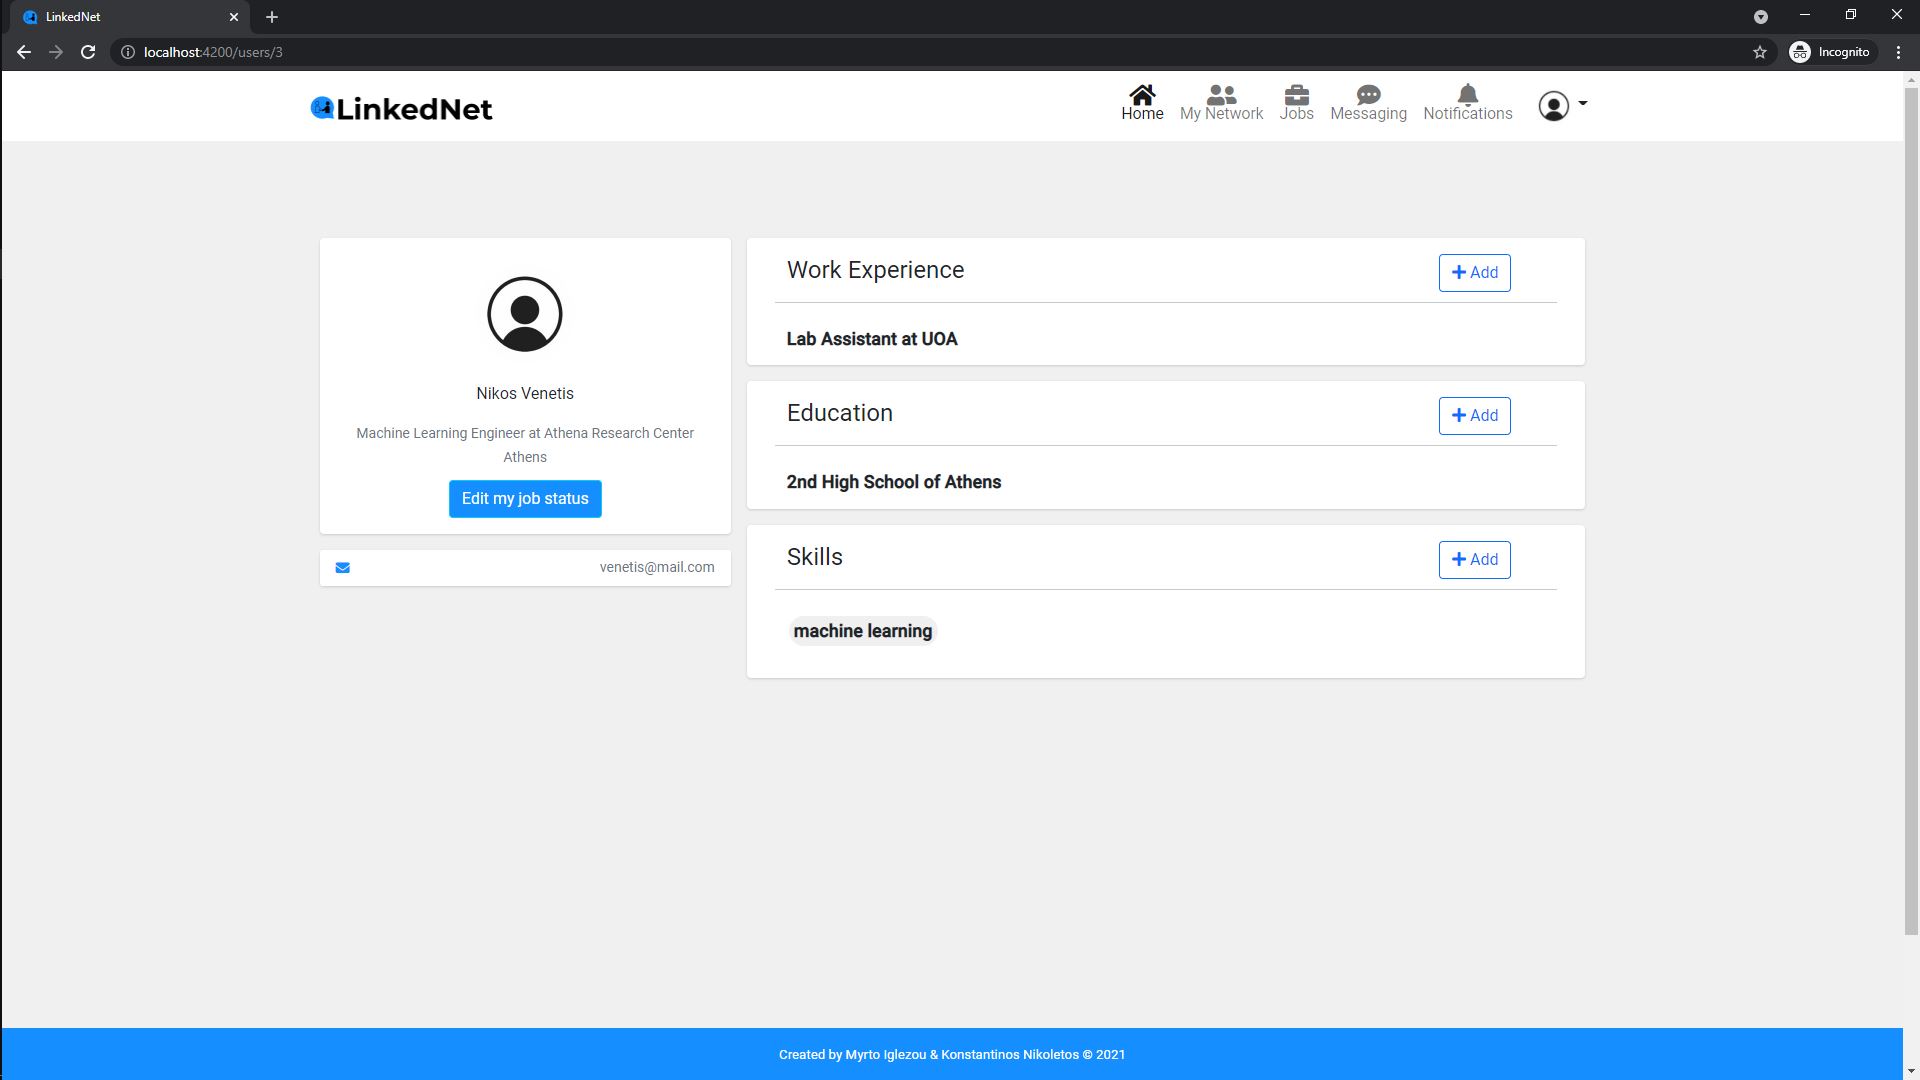 LinkedNet
localhost:4200/users/3
Incognito
LinkedNet
Home
My Network
Jobs
Messaging
Notifications
Nikos Venetis
Machine Learning Engineer at Athena Research Center
Athens
Edit my job status
venetis@mail.com
Work Experience
Add
Lab Assistant at UOA
Education
Add
2nd High School of Athens
Skills
Add
machine learning
Created by Myrto Iglezou & Konstantinos Nikoletos © 2021